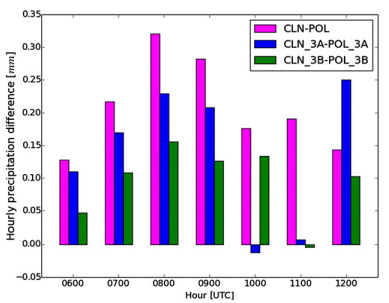 0.35
0.30
0.25
0.20
0.15
0.10
0.05
0.00
−0.05
Hourly precipitation difference [mm]
CLN-POL
CLN_3A-POL_3A
CLN_3B-POL_3B
0600 0700 0800 0900 1000 1100 1200
Hour [UTC]